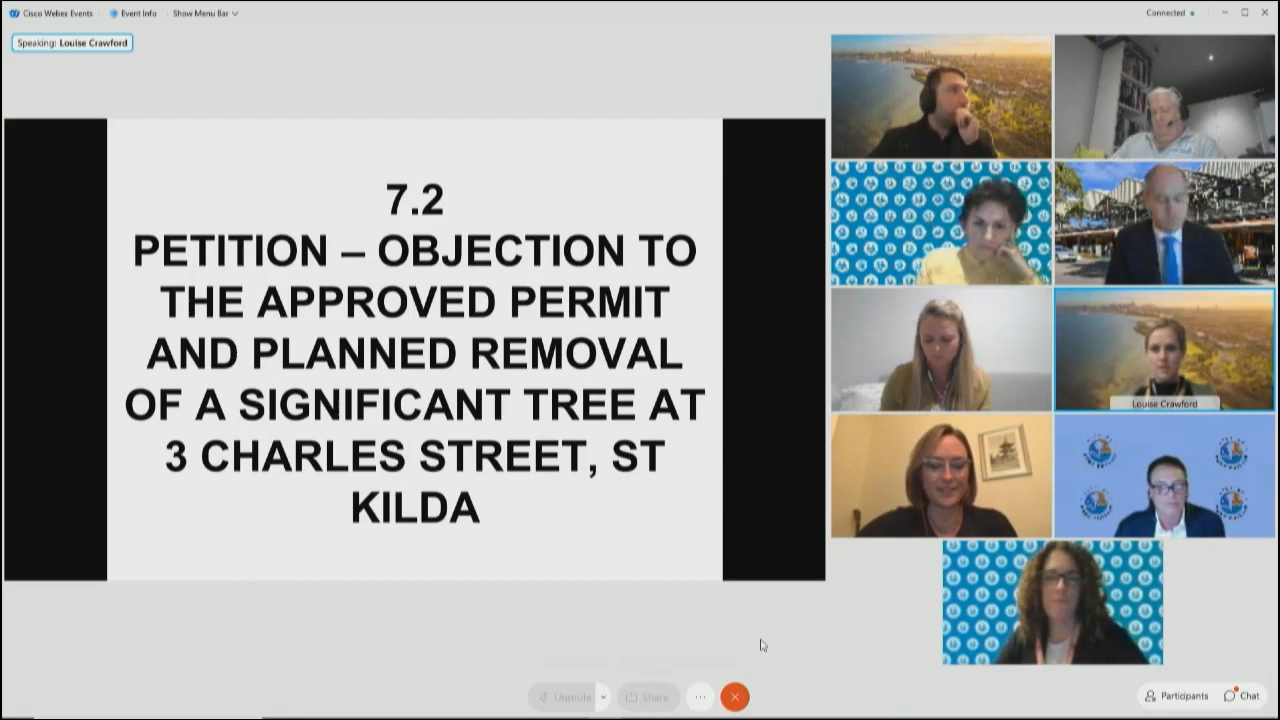 Cisco Webex Events
Event Info
Show Menu Bar
Connected
Speaking: Louise Crawford
7.2
PETITION – OBJECTION TO
THE APPROVED PERMIT
AND PLANNED REMOVAL
OF A SIGNIFICANT TREE AT
3 CHARLES STREET, ST
KILDA
Louise Crawford
Unmute
Share
Participants
Chat